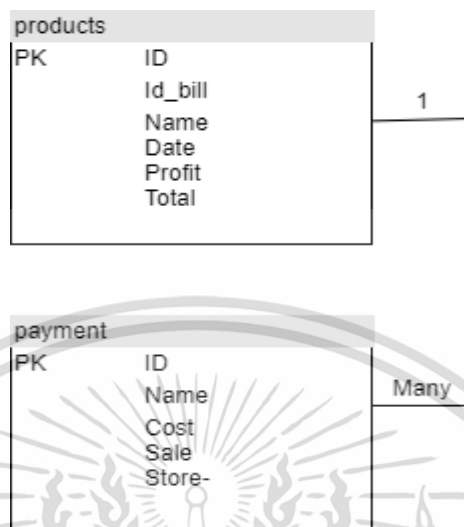 products
PK ID
Id_bill
Name
Date
Profit
Total
1
payment
PK ID
Name
Cost
Sale
Store-
Many